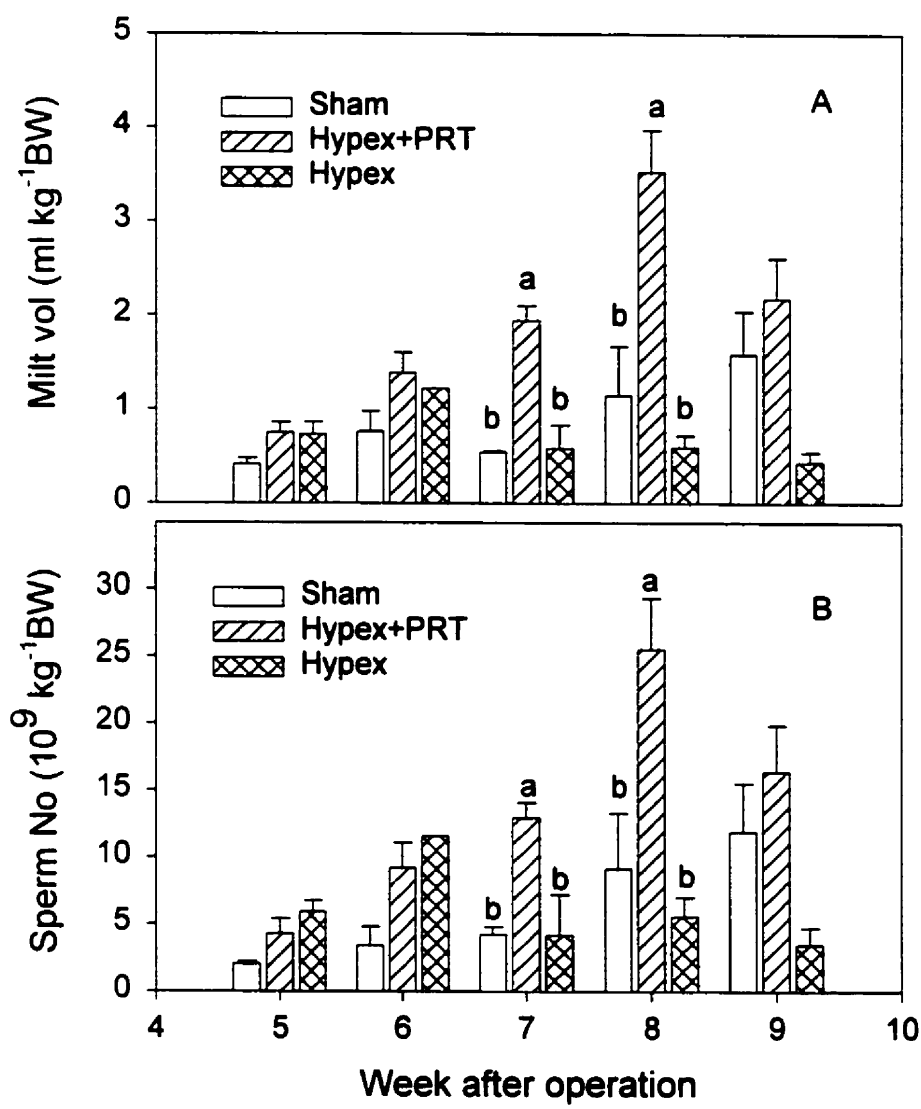 5
4
3
2
1
0
Milt vol (ml kg⁻¹BW)
Sham
Hypex+PRT
Hypex
A
b
a
b
b
a
b
30
25
20
15
10
5
0
Sperm No (10⁹ kg⁻¹BW)
Sham
Hypex+PRT
Hypex
B
b
a
b
b
a
b
4 5 6 7 8 9 10
Week after operation